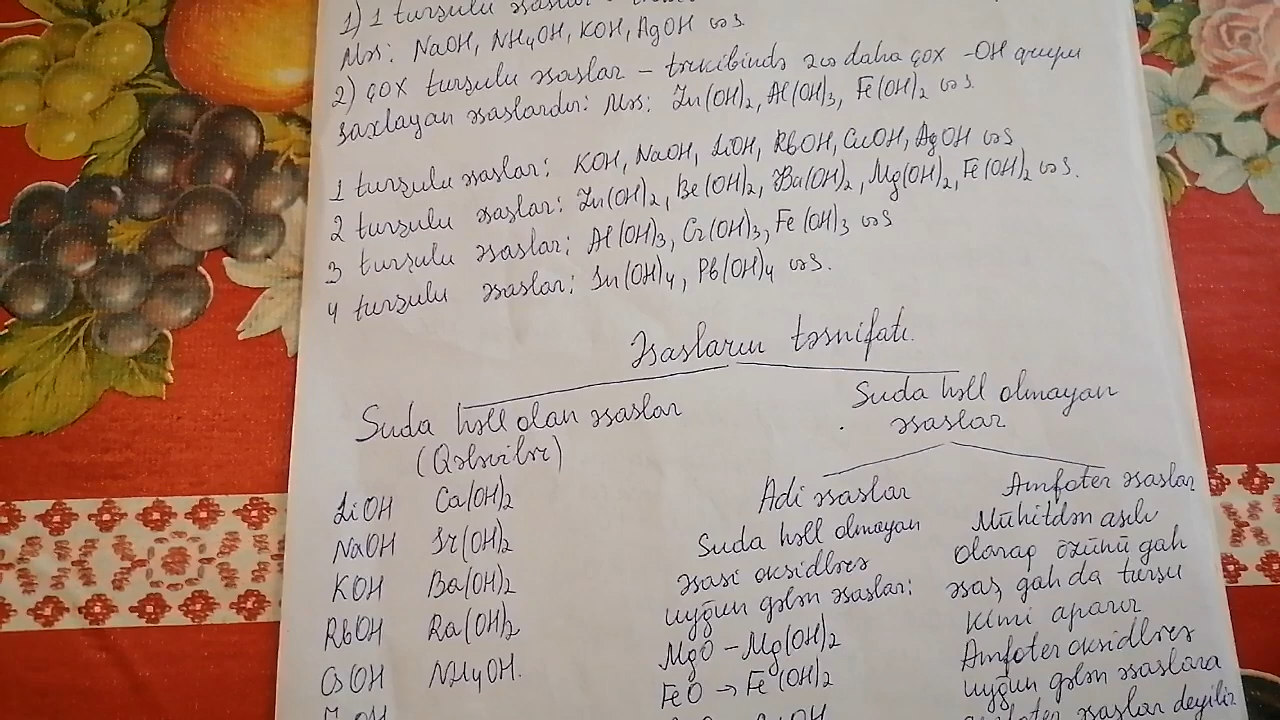 1) 1 turşulu əsaslar
Məs: NaOH, NH₄OH, KOH, AgOH və s.
2) çox turşulu əsaslar – tərkibində 2 və daha çox –OH qrupu
saxlayan əsaslardır: Məs: Zn(OH)₂, Al(OH)₃, Fe(OH)₂ və s.
1 turşulu əsaslar: KOH, NaOH, LiOH, RbOH, CuOH, AgOH və s
2 turşulu əsaslar: Zn(OH)₂, Be(OH)₂, Ba(OH)₂, Mg(OH)₂, Fe(OH)₂ və s.
3 turşulu əsaslar: Al(OH)₃, Cr(OH)₃, Fe(OH)₃ və s
4 turşulu əsaslar: Sn(OH)₄, Pb(OH)₄ və s.
Əsasların təsnifatı.
Suda həll olan əsaslar
(Qələvilər)
LiOH Ca(OH)₂
NaOH Sr(OH)₂
KOH Ba(OH)₂
RbOH Ra(OH)₂
CsOH NH₄OH.
Suda həll olmayan
əsaslar
Adi əsaslar
Suda həll olmayan
əsasi oksidlərə
uyğun gələn əsaslar:
MgO – Mg(OH)₂
FeO → Fe(OH)₂
Amfoter əsaslar
Mühitdən asılı
olaraq özünü gah
əsas, gah da turşu
kimi aparır
Amfoter oksidlərə
uyğun gələn əsaslara
əsaslar deyilir